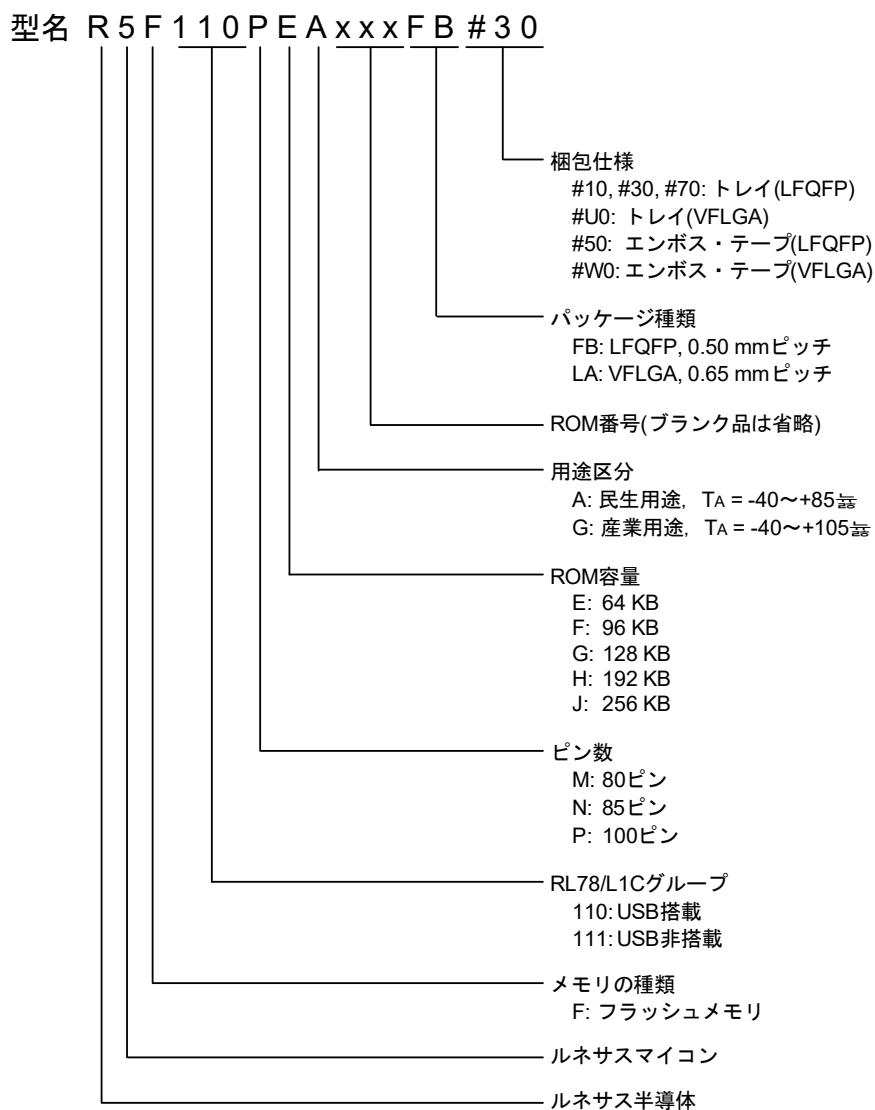 型名 R 5 F 1 1 0 P E A x x x F B # 3 0
梱包仕様
#10, #30, #70: トレイ(LFQFP)
#U0: トレイ(VFLGA)
#50: エンボス・テープ(LFQFP)
#W0: エンボス・テープ(VFLGA)
パッケージ種類
FB: LFQFP, 0.50 mmピッチ
LA: VFLGA, 0.65 mmピッチ
ROM番号(ブランク品は省略)
用途区分
A: 民生用途, TA = -40～+85
G: 産業用途, TA = -40～+105
ROM容量
E: 64 KB
F: 96 KB
G: 128 KB
H: 192 KB
J: 256 KB
ピン数
M: 80ピン
N: 85ピン
P: 100ピン
RL78/L1Cグループ
110: USB搭載
111: USB非搭載
メモリの種類
F: フラッシュメモリ
ルネサスマイコン
ルネサス半導体